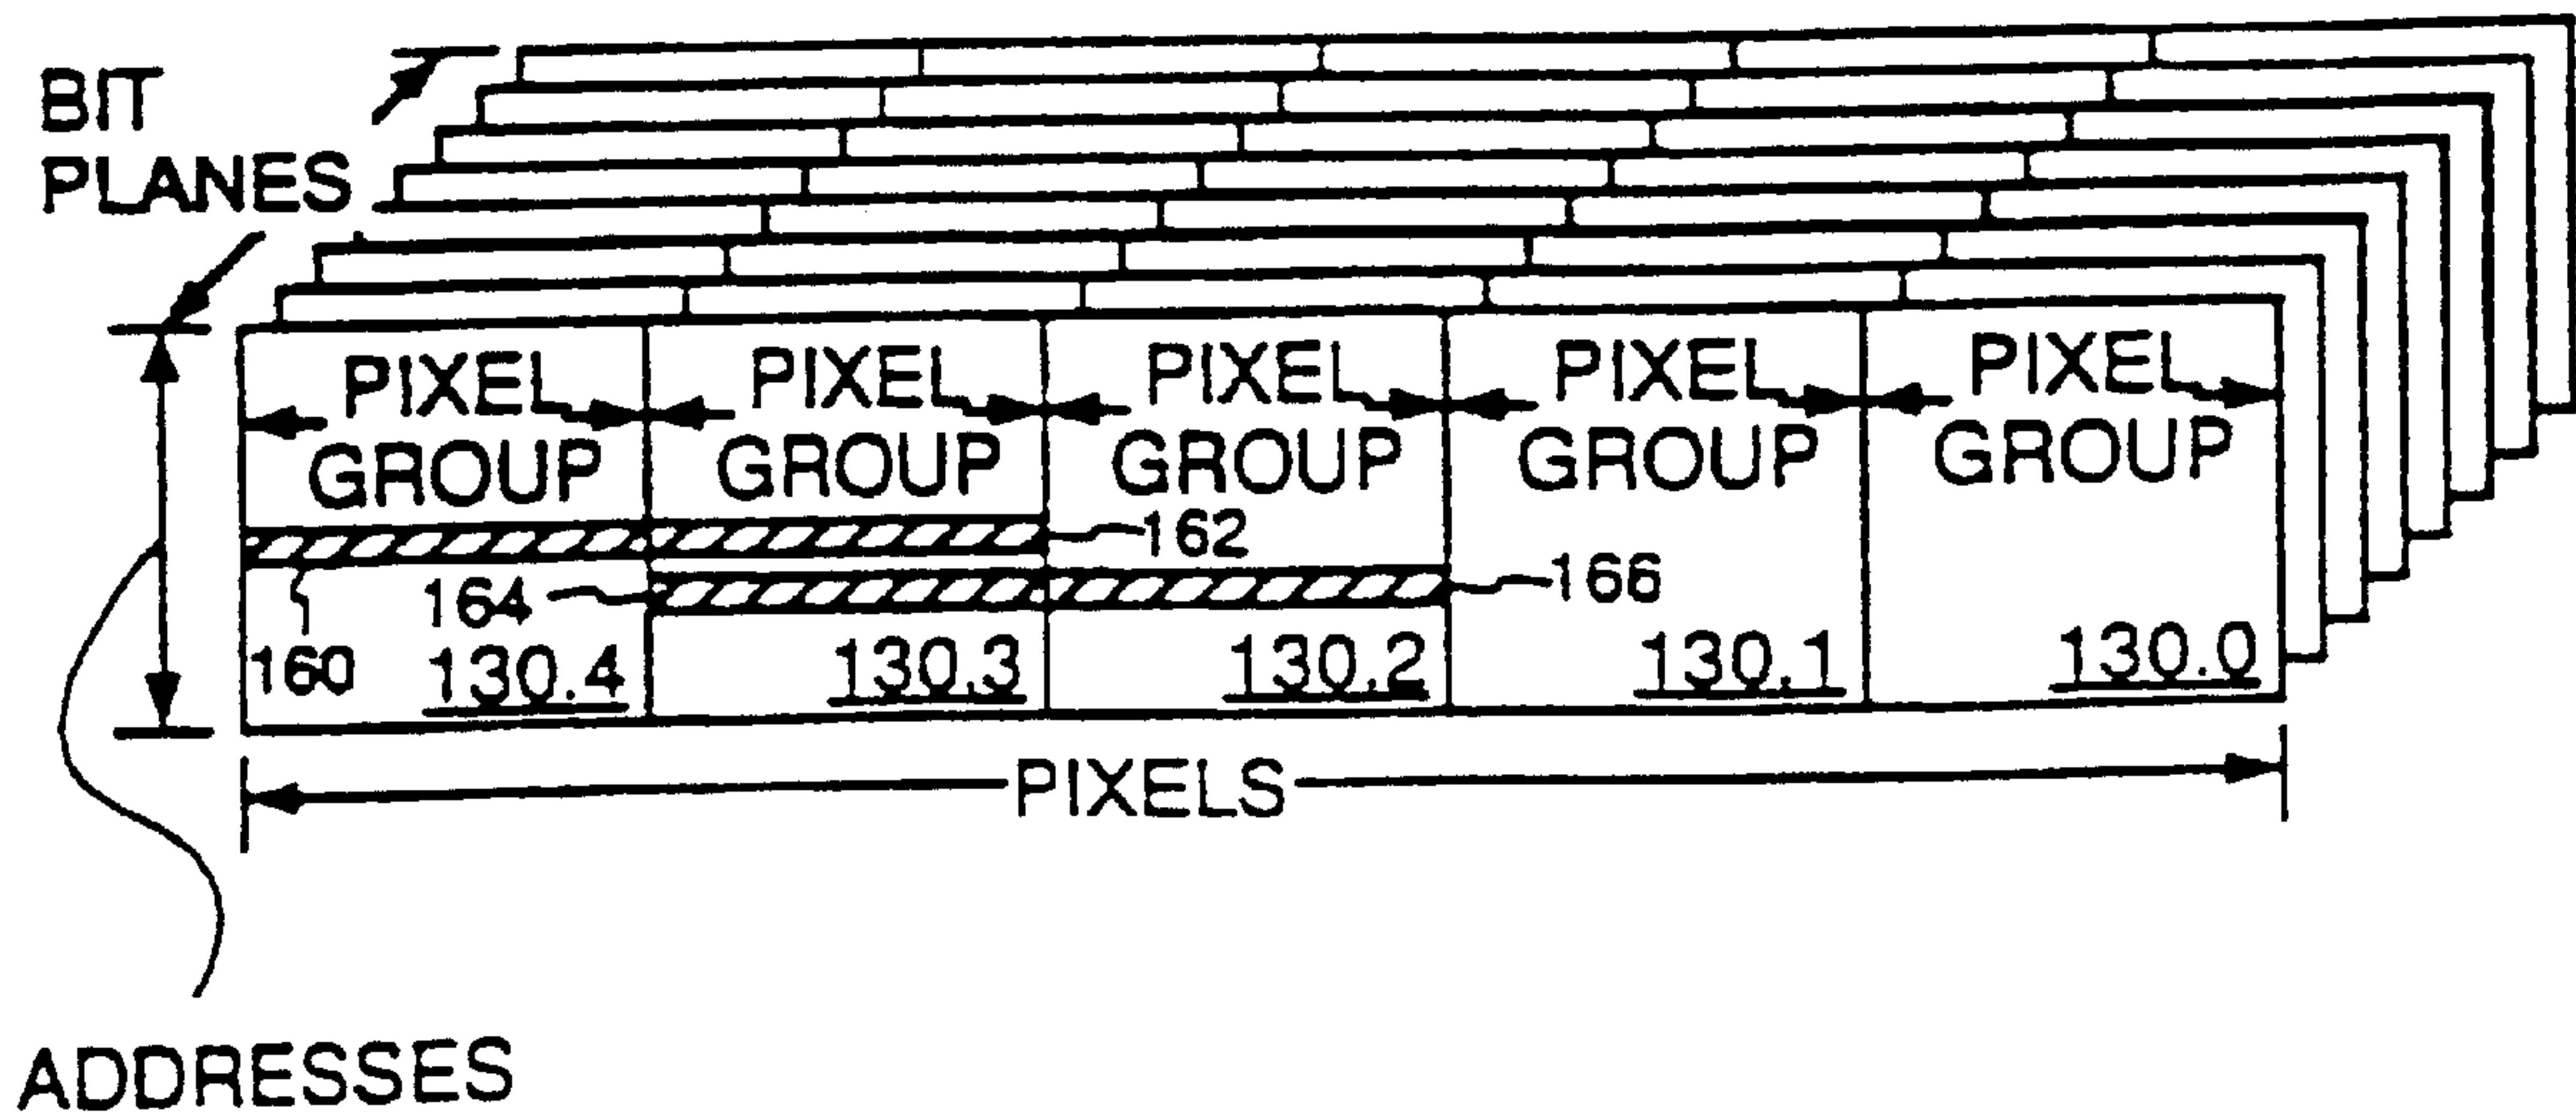 BIT
PLANES
PIXEL GROUP
PIXEL GROUP
PIXEL GROUP
PIXEL GROUP
PIXEL GROUP
162
164
166
160
130.4
130.3
130.2
130.1
130.0
PIXELS
ADDRESSES